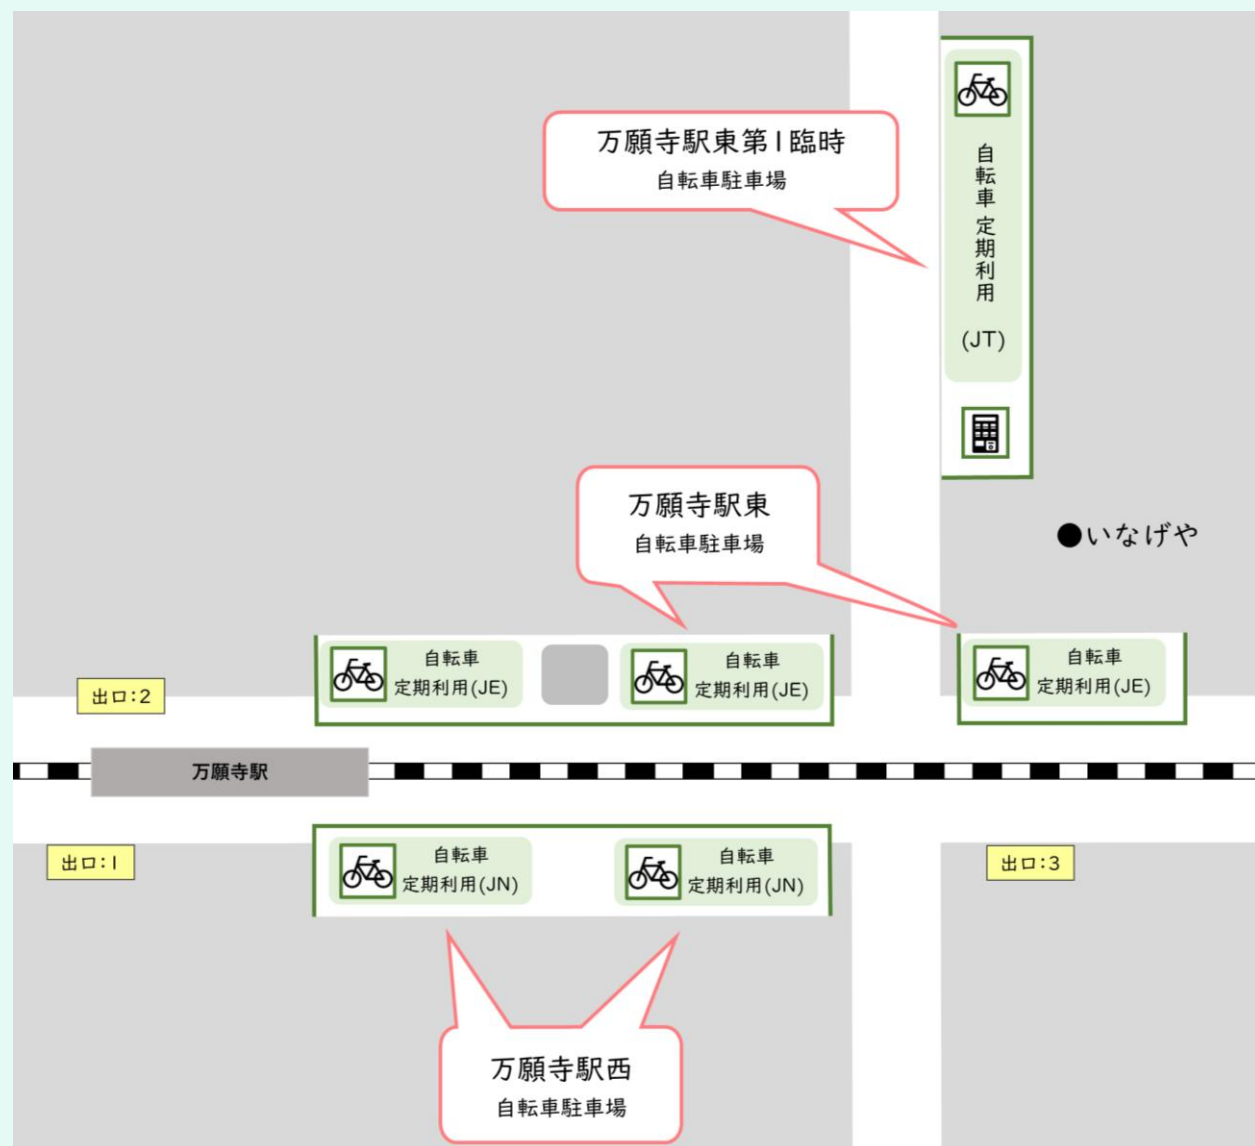 万願寺駅東第1臨時
自転車駐車場
自転車 定期利用
(JT)
万願寺駅東
自転車駐車場
●いなげや
自転車
定期利用(JE)
自転車
定期利用(JE)
自転車
定期利用(JE)
出口:2
万願寺駅
出口:1
自転車
定期利用(JN)
自転車
定期利用(JN)
出口:3
万願寺駅西
自転車駐車場